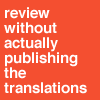 review
without
actually
publishing
the
translations